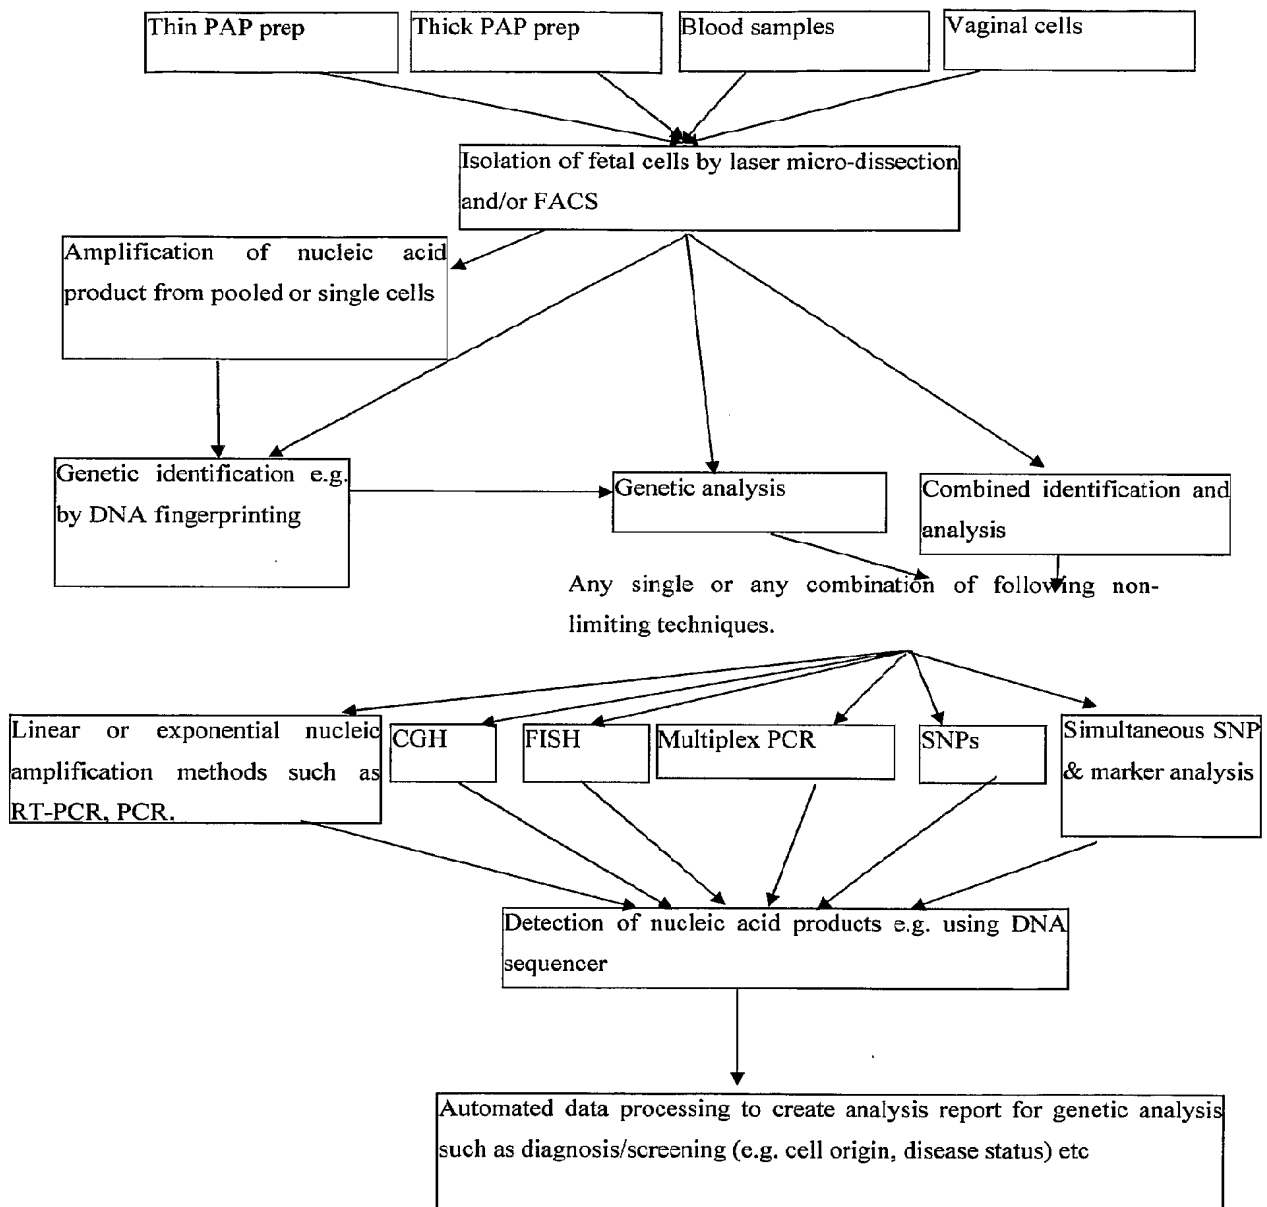 Thin PAP prep
Thick PAP prep
Blood samples
Vaginal cells
Isolation of fetal cells by laser micro-dissection
and/or FACS
Amplification of nucleic acid
product from pooled or single cells
Genetic identification e.g.
by DNA fingerprinting
Genetic analysis
Combined identification and
analysis
Any single or any combination of following non-
limiting techniques.
Linear or exponential nucleic
amplification methods such as
RT-PCR, PCR.
CGH
FISH
Multiplex PCR
SNPs
Simultaneous SNP
& marker analysis
Detection of nucleic acid products e.g. using DNA
sequencer
Automated data processing to create analysis report for genetic analysis
such as diagnosis/screening (e.g. cell origin, disease status) etc